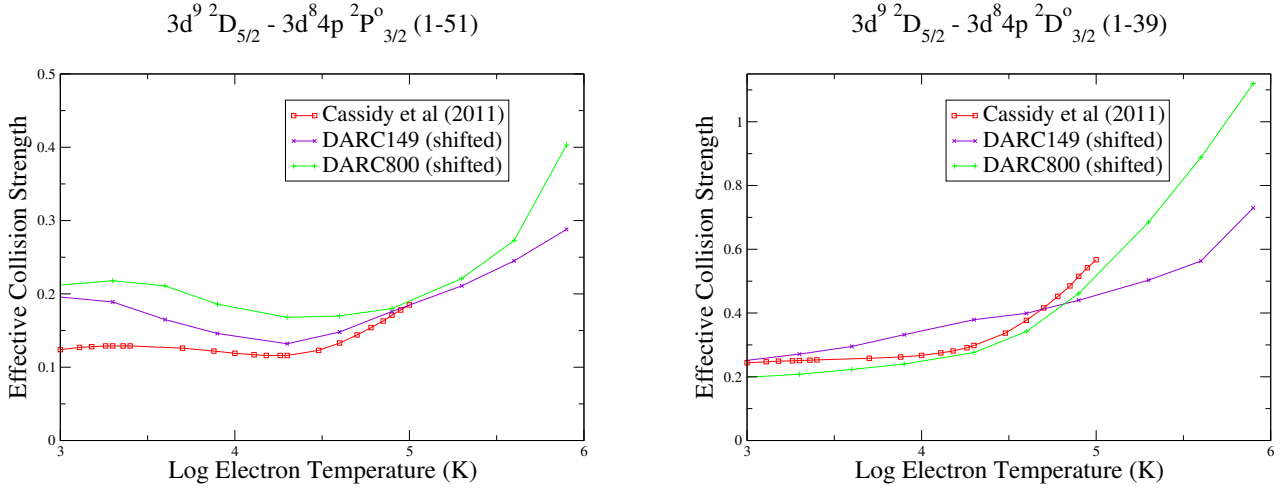 3d⁹ ²D₅/₂ - 3d⁸4p ²Pᵒ₃/₂ (1-51)
0.5
0.4
0.3
0.2
0.1
0
Effective Collision Strength
Cassidy et al (2011)
DARC149 (shifted)
DARC800 (shifted)
3 4 5 6
Log Electron Temperature (K)
3d⁹ ²D₅/₂ - 3d⁸4p ²Dᵒ₃/₂ (1-39)
1
0.8
0.6
0.4
0.2
0
Effective Collision Strength
Cassidy et al (2011)
DARC149 (shifted)
DARC800 (shifted)
3 4 5 6
Log Electron Temperature (K)